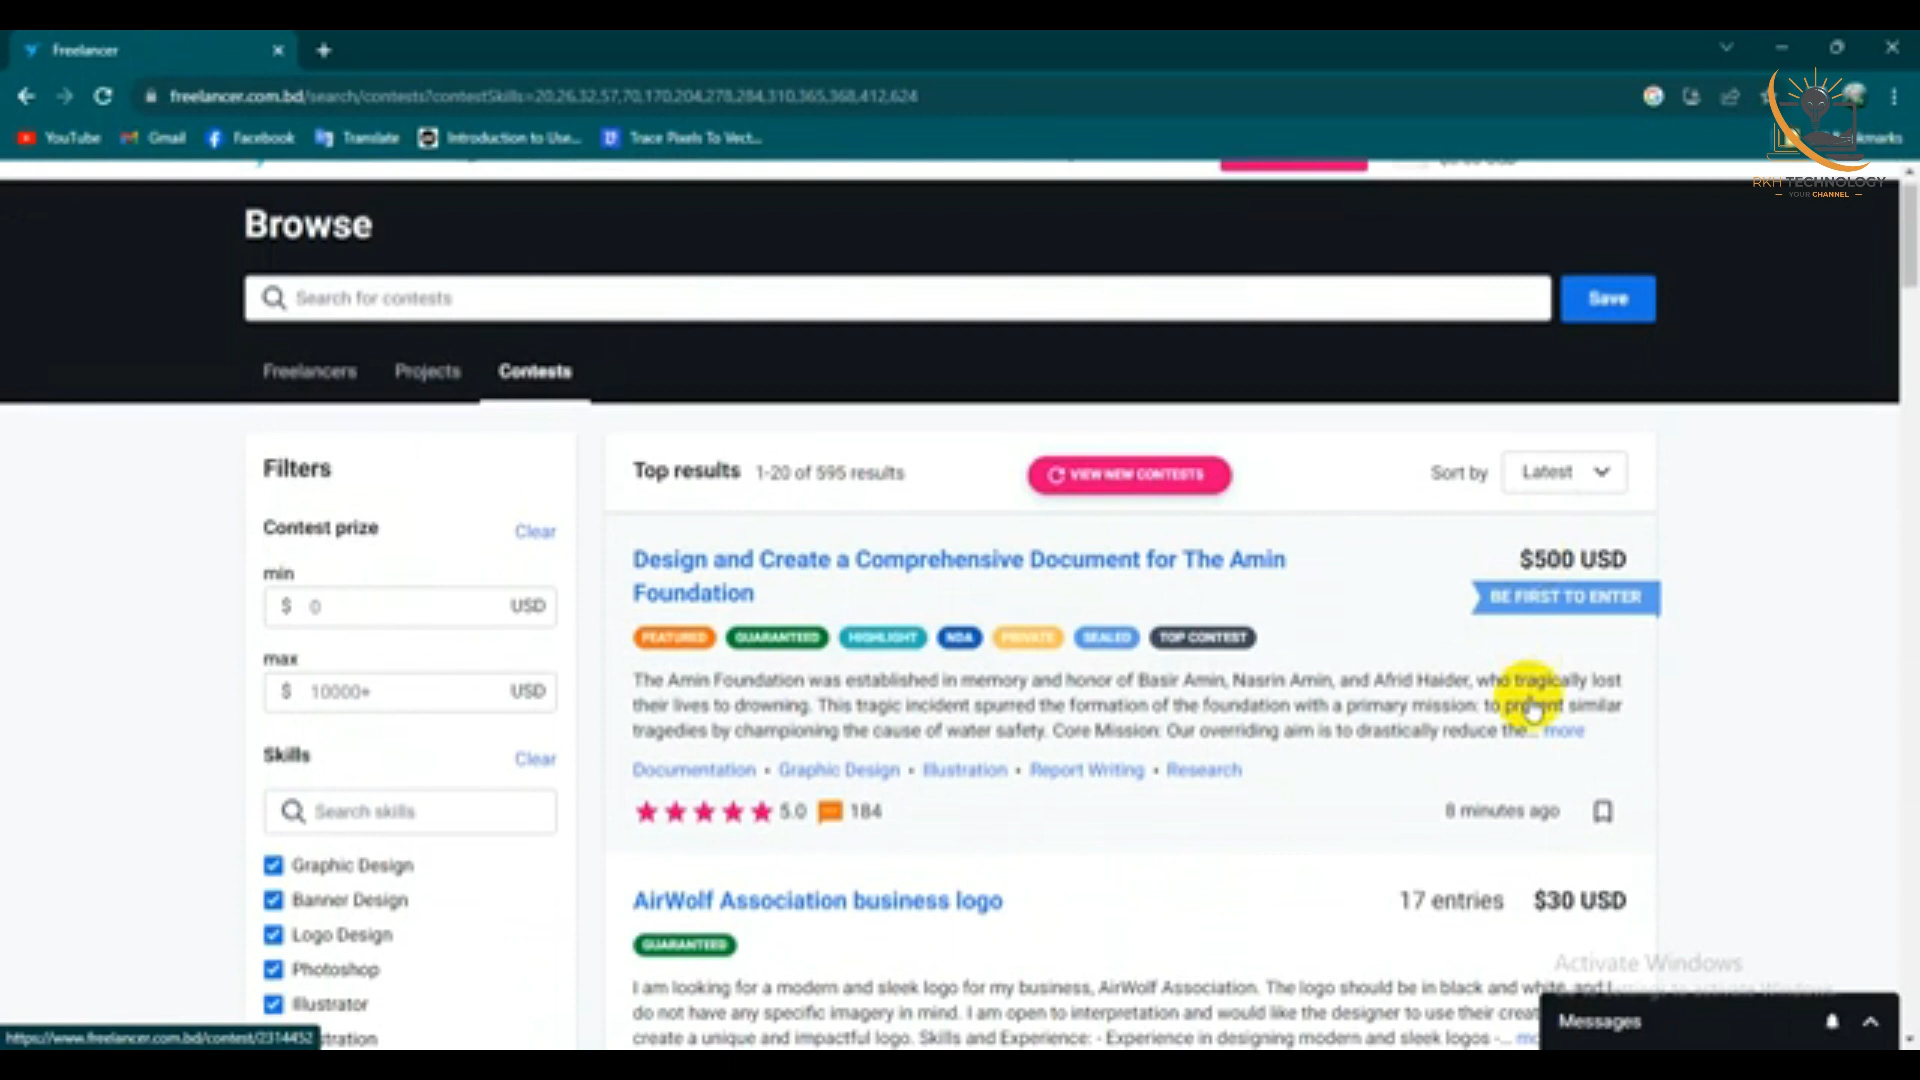 Freelancer
freelancer.com.bd/search/contests?contestSkills=20,26,32,57,70,170,204,278,284,310,365,368,412,624
YouTube Gmail Facebook Translate Introduction to Use... Trace Pixels To Vect...
RKH TECHNOLOGY
YOUR CHANNEL
Browse
Search for contests
Save
Freelancers Projects Contests
Filters
Contest prize Clear
min
$ 0 USD
max
$ 10000+ USD
Skills Clear
Search skills
Graphic Design
Banner Design
Logo Design
Photoshop
Illustrator
Top results 1-20 of 595 results
VIEW NEW CONTESTS
Sort by Latest
Design and Create a Comprehensive Document for The Amin
Foundation
$500 USD
BE FIRST TO ENTER
FEATURED GUARANTEED HIGHLIGHT NDA PRIVATE SEALED TOP CONTEST
The Amin Foundation was established in memory and honor of Basir Amin, Nasrin Amin, and Afrid Haider, who tragically lost
their lives to drowning. This tragic incident spurred the formation of the foundation with a primary mission: to prevent similar
tragedies by championing the cause of water safety. Core Mission: Our overriding aim is to drastically reduce the... more
Documentation • Graphic Design • Illustration • Report Writing • Research
5.0 184
8 minutes ago
AirWolf Association business logo
17 entries $30 USD
GUARANTEED
I am looking for a modern and sleek logo for my business, AirWolf Association. The logo should be in black and white, and I
do not have any specific imagery in mind. I am open to interpretation and would like the designer to use their creat
create a unique and impactful logo. Skills and Experience: - Experience in designing modern and sleek logos -...
Activate Windows
Messages
https://www.freelancer.com.bd/contest/2314452